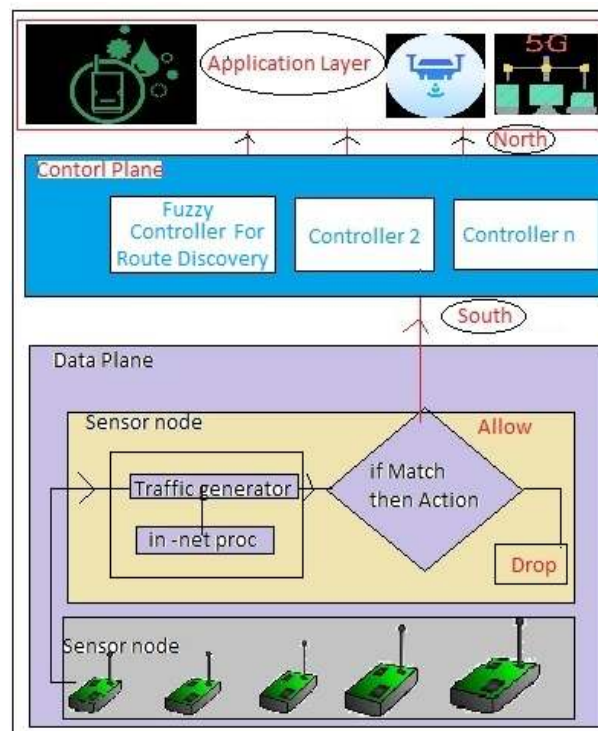 Application Layer
5G
North
Contorl Plane
Fuzzy
Controller For
Route Discovery
Controller 2
Controller n
South
Data Plane
Sensor node
Allow
Traffic generator
if Match
then Action
in -net proc
Drop
Sensor node